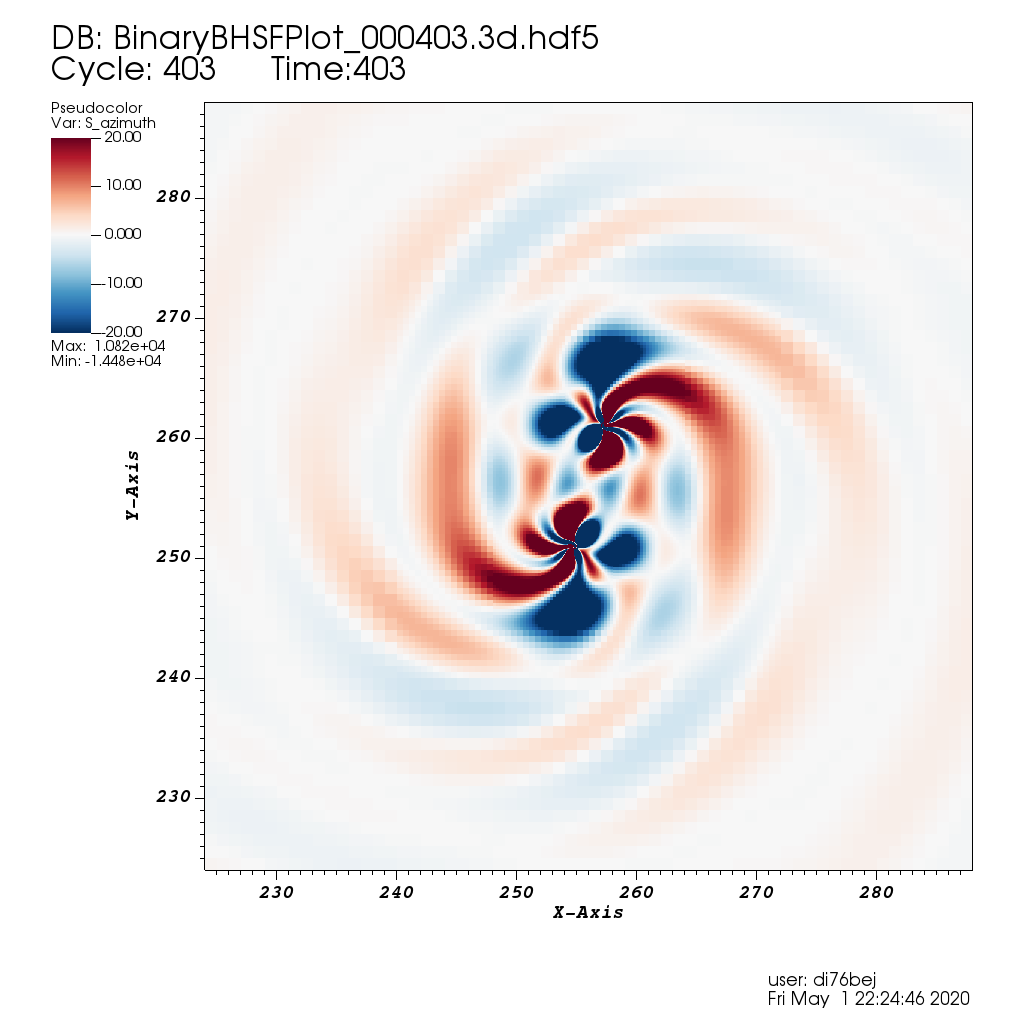 DB: BinaryBHSFPlot_000403.3d.hdf5
Cycle: 403 Time:403
Pseudocolor
Var: S_azimuth
20.00
10.00
0.000
-10.00
-20.00
Max: 1.082e+04
Min: -1.448e+04
280
270
260
250
240
230
Y-Axis
230 240 250 260 270 280
X-Axis
user: di76bej
Fri May 1 22:24:46 2020